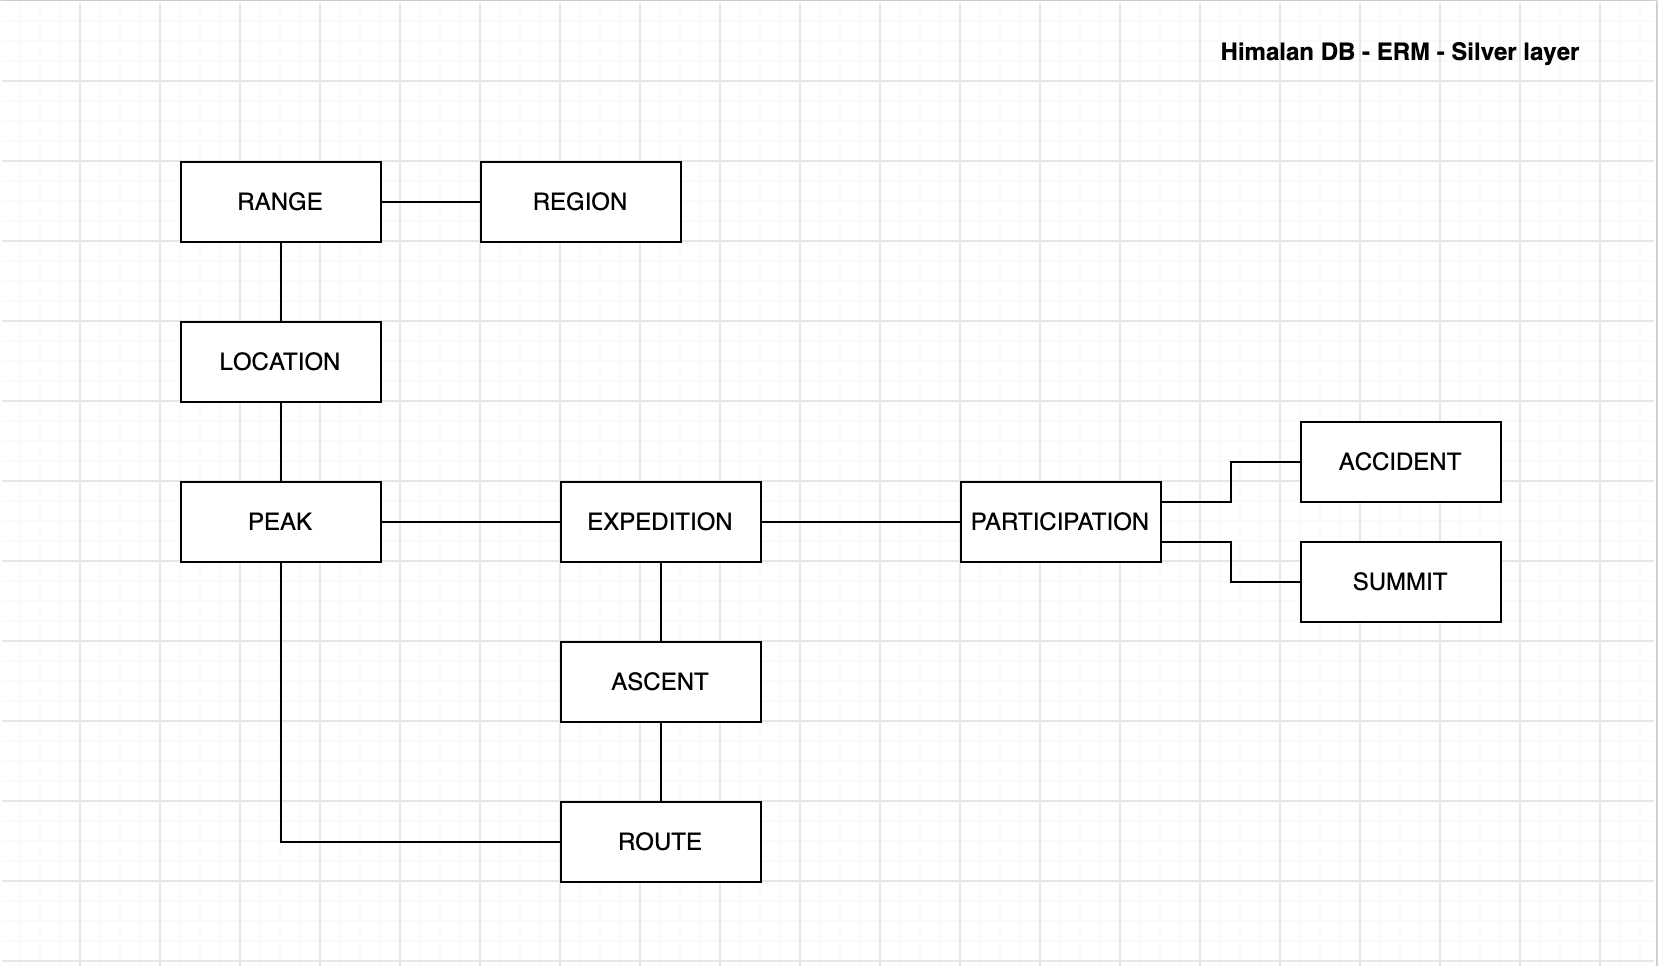 Himalan DB - ERM - Silver layer
RANGE
REGION
LOCATION
PEAK
EXPEDITION
PARTICIPATION
ACCIDENT
SUMMIT
ASCENT
ROUTE